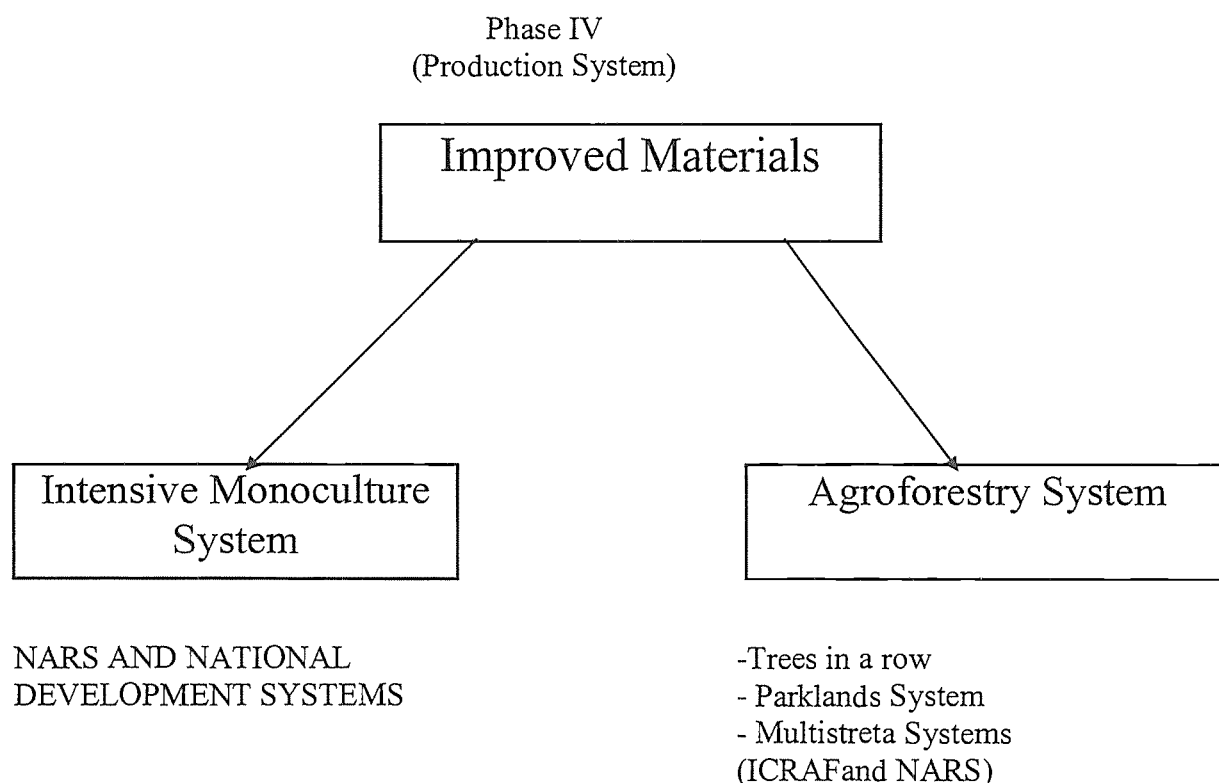 Phase IV
(Production System)
Improved Materials
Intensive Monoculture
System
Agroforestry System
NARS AND NATIONAL
DEVELOPMENT SYSTEMS
-Trees in a row
- Parklands System
- Multistreta Systems
(ICRAFand NARS)